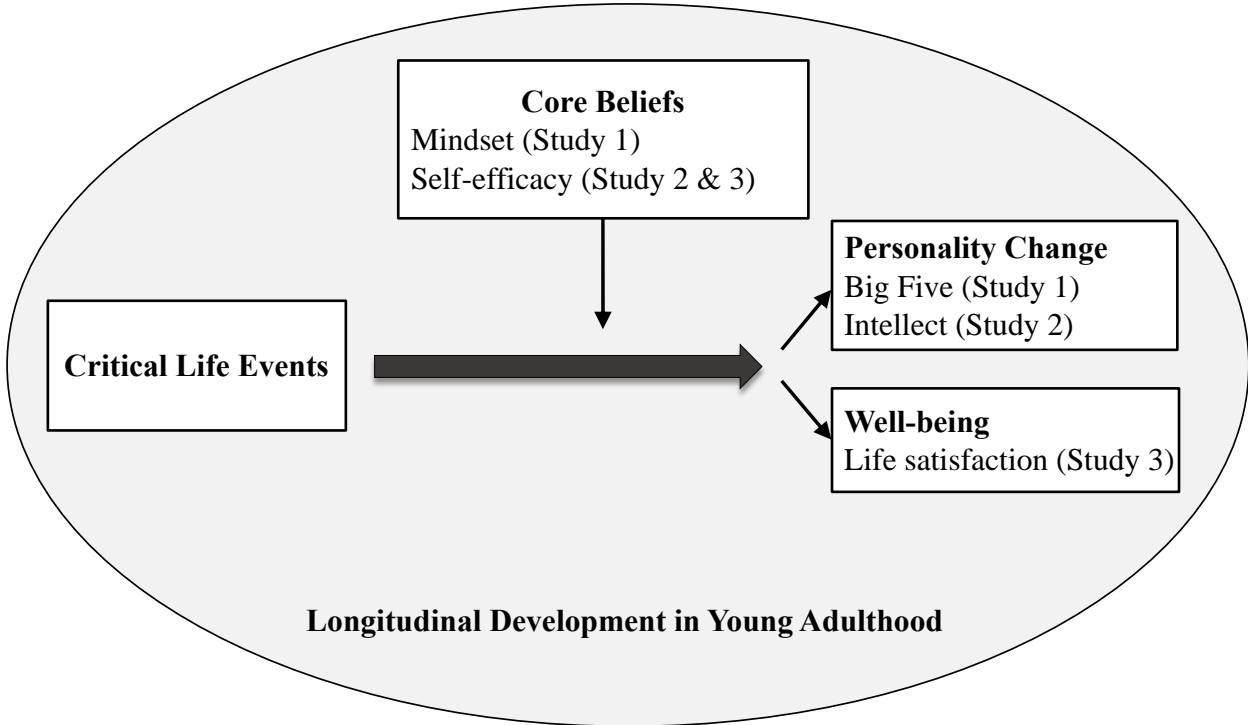 Core Beliefs
Mindset (Study 1)
Self-efficacy (Study 2 & 3)
Personality Change
Big Five (Study 1)
Intellect (Study 2)
Critical Life Events
Well-being
Life satisfaction (Study 3)
Longitudinal Development in Young Adulthood